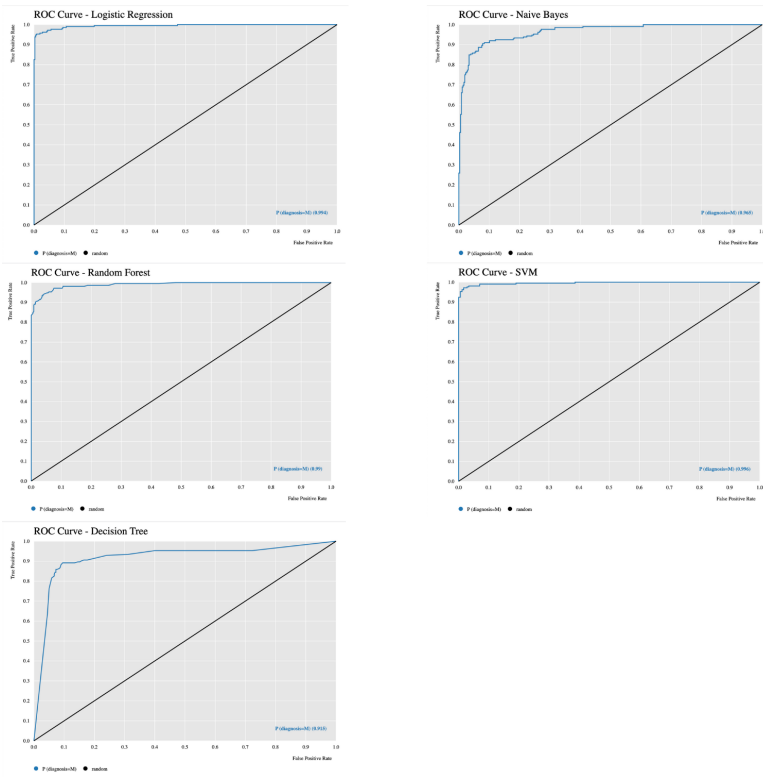 ROC Curve - Logistic Regression
True Positive Rate
1.0
0.9
0.8
0.7
0.6
0.5
0.4
0.3
0.2
0.1
0.0
P (diagnosis=M) (0.994)
0.0 0.1 0.2 0.3 0.4 0.5 0.6 0.7 0.8 0.9 1.0
False Positive Rate
P (diagnosis=M) random
ROC Curve - Naive Bayes
True Positive Rate
1.0
0.9
0.8
0.7
0.6
0.5
0.4
0.3
0.2
0.1
0.0
P (diagnosis=M) (0.965)
0.0 0.1 0.2 0.3 0.4 0.5 0.6 0.7 0.8 0.9 1.
False Positive Rate
P (diagnosis=M) random
ROC Curve - Random Forest
True Positive Rate
1.0
0.9
0.8
0.7
0.6
0.5
0.4
0.3
0.2
0.1
0.0
P (diagnosis=M) (0.99)
0.0 0.1 0.2 0.3 0.4 0.5 0.6 0.7 0.8 0.9 1.0
False Positive Rate
P (diagnosis=M) random
ROC Curve - SVM
True Positive Rate
1.0
0.9
0.8
0.7
0.6
0.5
0.4
0.3
0.2
0.1
0.0
P (diagnosis=M) (0.996)
0.0 0.1 0.2 0.3 0.4 0.5 0.6 0.7 0.8 0.9 1.0
False Positive Rate
P (diagnosis=M) random
ROC Curve - Decision Tree
True Positive Rate
1.0
0.9
0.8
0.7
0.6
0.5
0.4
0.3
0.2
0.1
0.0
P (diagnosis=M) (0.935)
0.0 0.1 0.2 0.3 0.4 0.5 0.6 0.7 0.8 0.9 1.0
False Positive Rate
P (diagnosis=M) random